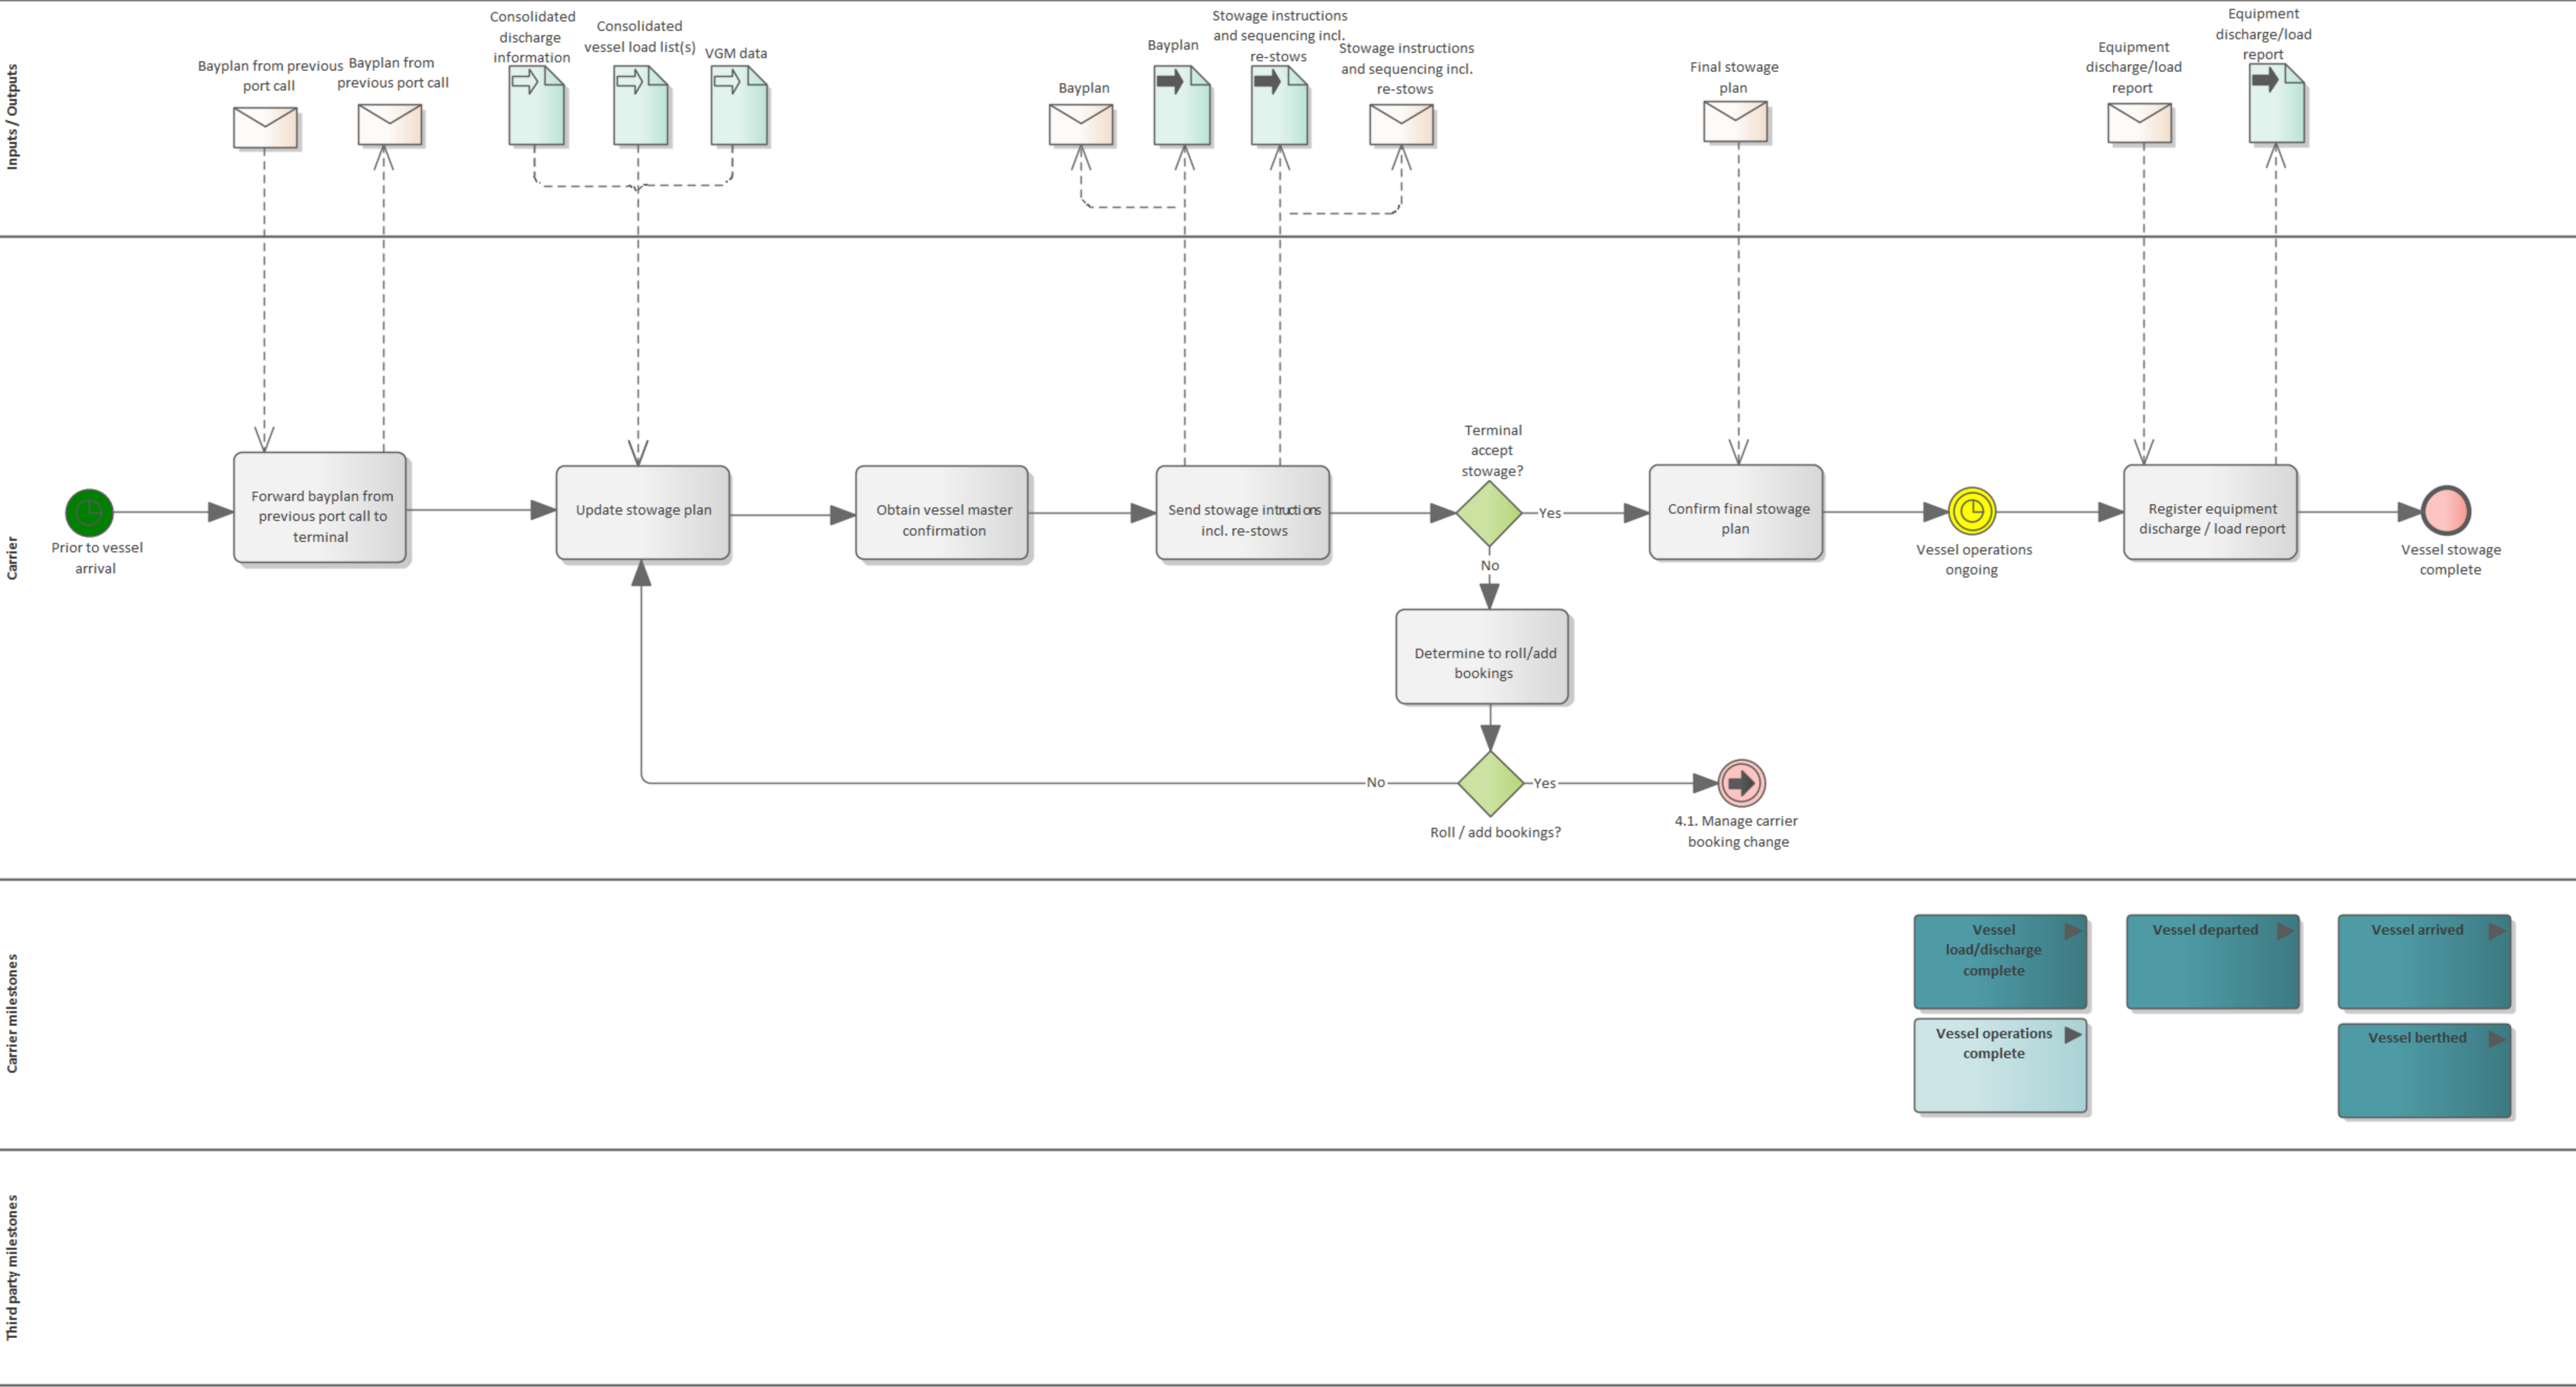 Inputs / Outputs
Bayplan from previous
port call
Bayplan from
previous port call
Consolidated
discharge
information
Consolidated
vessel load list(s)
VGM data
Bayplan
Bayplan
Stowage instructions
and sequencing incl.
re-stows
Stowage instructions
and sequencing incl.
re-stows
Final stowage
plan
Equipment
discharge/load
report
Equipment
discharge/load
report
Carrier
Prior to vessel
arrival
Forward bayplan from
previous port call to
terminal
Update stowage plan
Obtain vessel master
confirmation
Send stowage intructions
incl. re-stows
Terminal
accept
stowage?
Yes
No
Confirm final stowage
plan
Vessel operations
ongoing
Register equipment
discharge / load report
Vessel stowage
complete
Determine to roll/add
bookings
No
Yes
Roll / add bookings?
4.1. Manage carrier
booking change
Carrier milestones
Vessel
load/discharge
complete
Vessel departed
Vessel arrived
Vessel operations
complete
Vessel berthed
Third party milestones